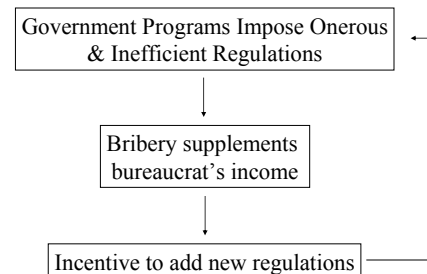 Government Programs Impose Onerous
& Inefficient Regulations
Bribery supplements
bureaucrat's income
Incentive to add new regulations